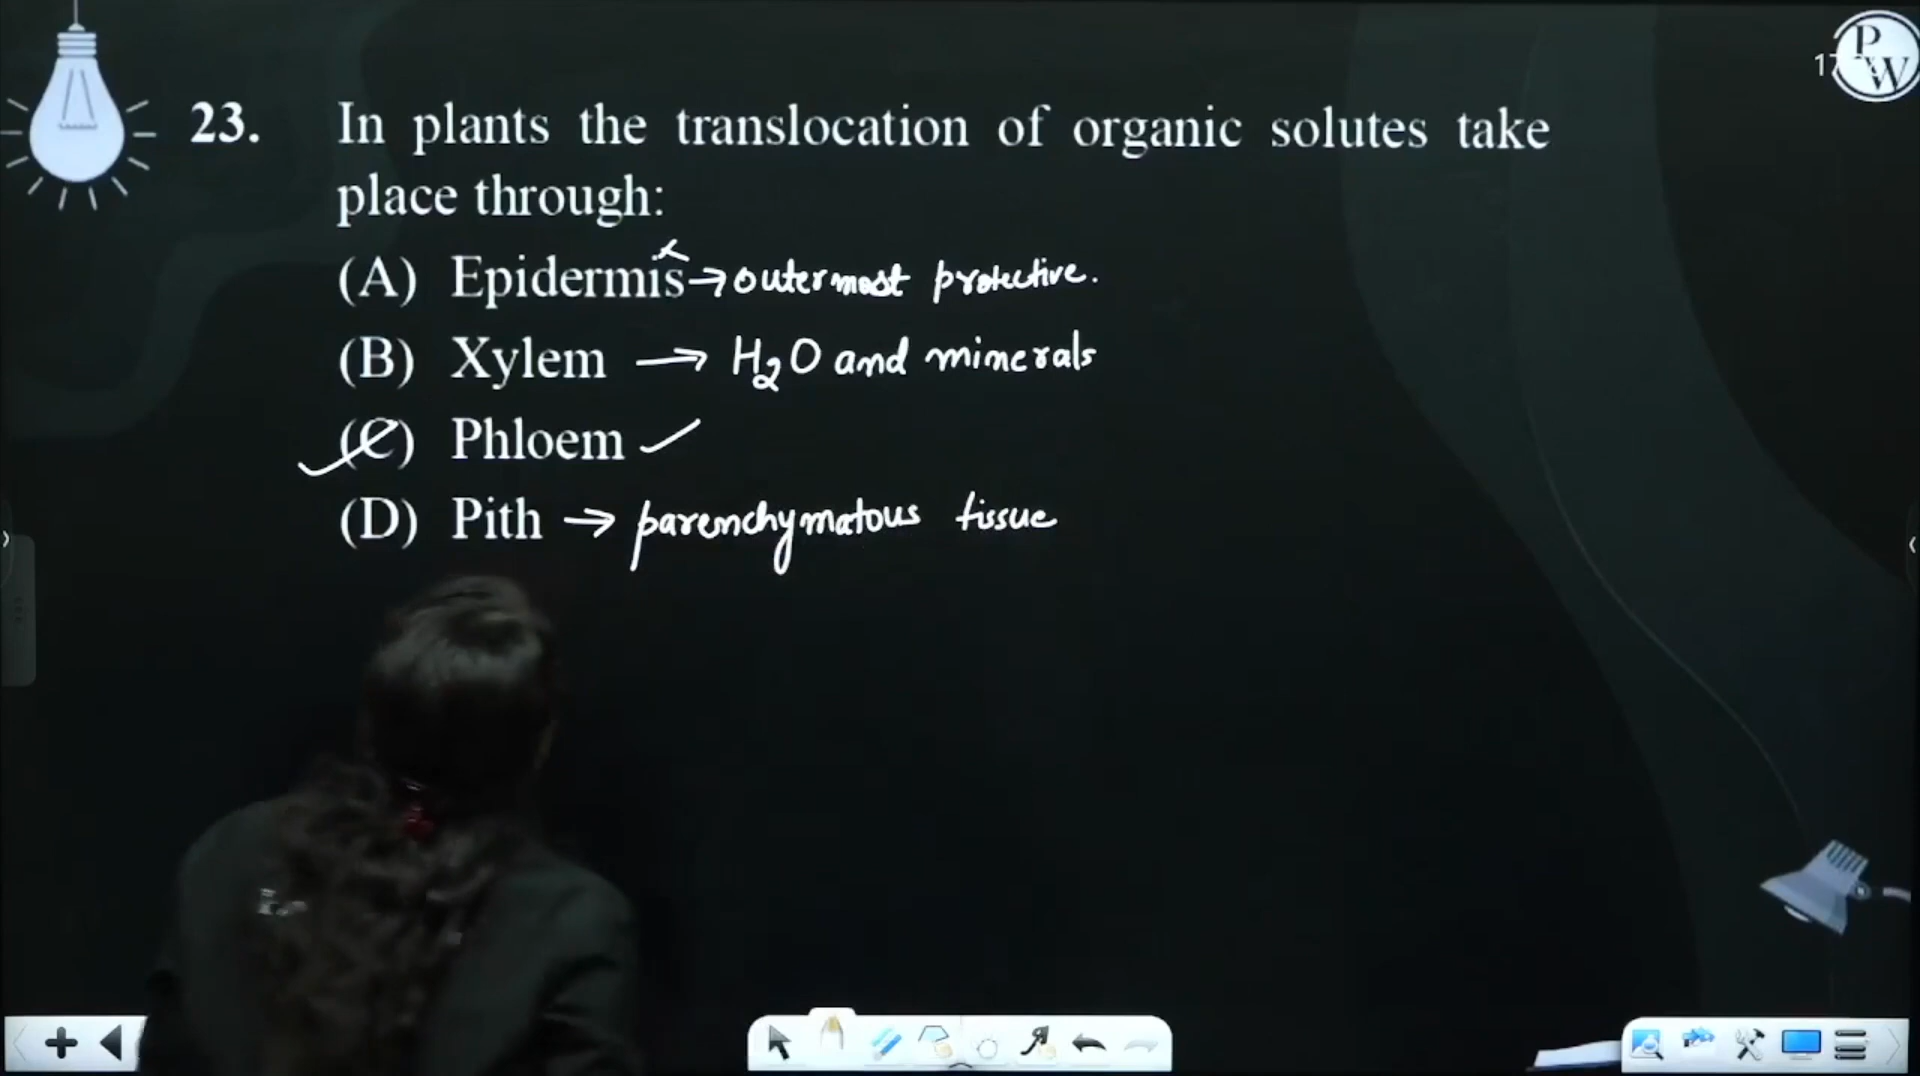 23. In plants the translocation of organic solutes take
place through:
(A) Epidermis → outermost protective.
(B) Xylem → H₂O and minerals
(C) Phloem ✓
(D) Pith → parenchymatous tissue
PW